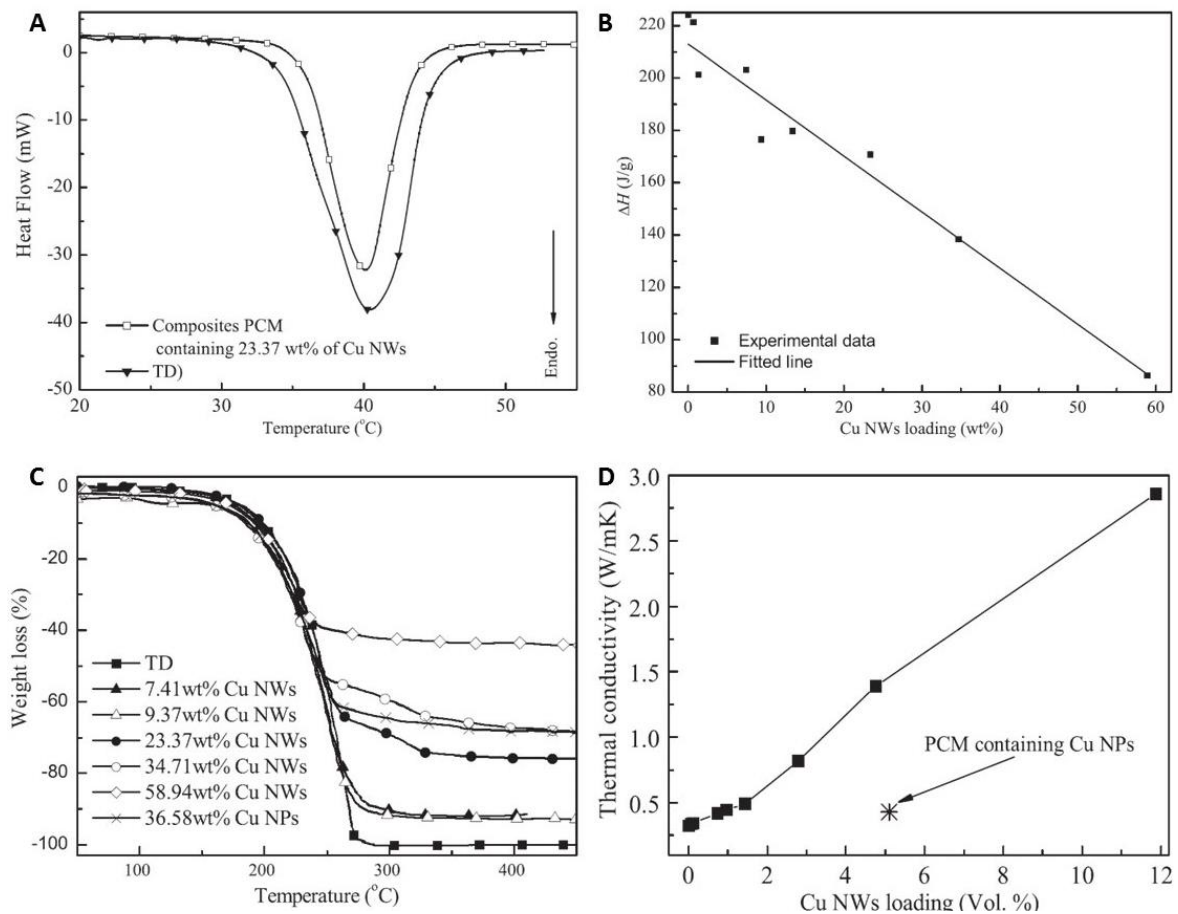 A
0
-10
-20
-30
-40
-50
Heat Flow (mW)
Composites PCM
containing 23.37 wt% of Cu NWs
TD)
Endo.
20
30
40
50
Temperature (°C)
B
220
200
180
160
140
120
100
80
ΔH (J/g)
Experimental data
Fitted line
0
10
20
30
40
50
60
Cu NWs loading (wt%)
C
0
-20
-40
-60
-80
-100
Weight loss (%)
TD
7.41wt% Cu NWs
9.37wt% Cu NWs
23.37wt% Cu NWs
34.71wt% Cu NWs
58.94wt% Cu NWs
36.58wt% Cu NPs
100
200
300
400
Temperature (°C)
D
3.0
2.5
2.0
1.5
1.0
0.5
Thermal conductivity (W/mK)
PCM containing Cu NPs
0
2
4
6
8
10
12
Cu NWs loading (Vol. %)